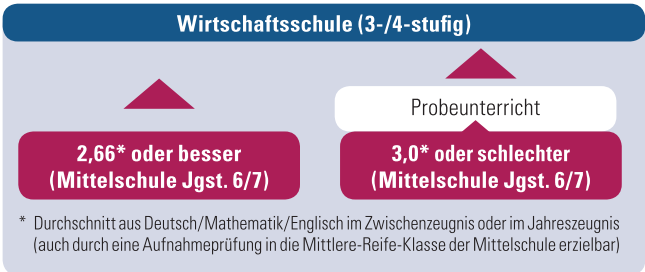 Wirtschaftsschule (3-/4-stufig)
Probeunterricht
2,66* oder besser
(Mittelschule Jgst. 6/7)
3,0* oder schlechter
(Mittelschule Jgst. 6/7)
* Durchschnitt aus Deutsch/Mathematik/Englisch im Zwischenzeugnis oder im Jahreszeugnis
(auch durch eine Aufnahmeprüfung in die Mittlere-Reife-Klasse der Mittelschule erzielbar)